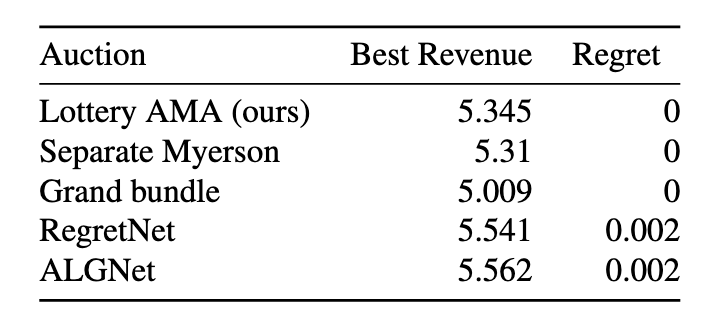 Auction Best Revenue Regret
Lottery AMA (ours) 5.345 0
Separate Myerson 5.31 0
Grand bundle 5.009 0
RegretNet 5.541 0.002
ALGNet 5.562 0.002